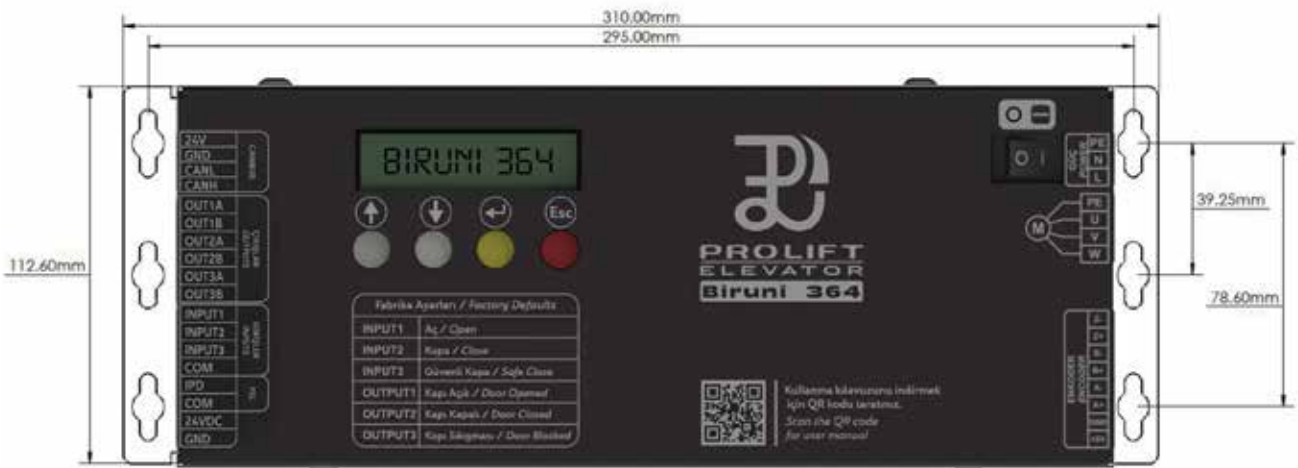 310.00mm
295.00mm
112.60mm
39.25mm
78.60mm
24V
GND
CANL
CANH
OUT1A
OUT1B
OUT2A
OUT2B
OUT3A
OUT3B
OUTPUTS
INPUT1
INPUT2
INPUT3
COM
INPUTS
IPD
COM
24VDC
GND
BIRUNI 364
Esc
Fabrika Ayarları / Factory Defaults
INPUT1 Aç / Open
INPUT2 Kapa / Close
INPUT3 Güvenli Kapa / Safe Close
OUTPUT1 Kapı Açık / Door Opened
OUTPUT2 Kapı Kapalı / Door Closed
OUTPUT3 Kapı Sıkışması / Door Blocked
PROLIFT
ELEVATOR
Biruni 364
Kullanma kılavuzunu indirmek
için QR kodu taratınız.
Scan the QR code
for user manual
O I
PE
N
L
M
PE
U
V
W